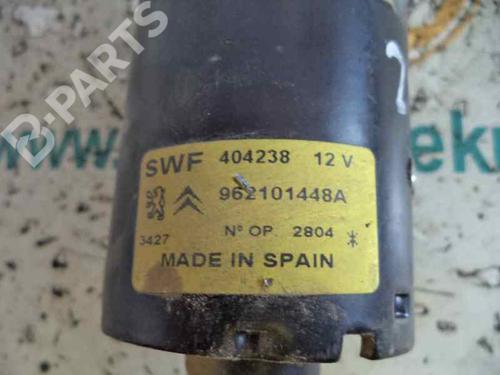 B-PARTS
SWF 404238 12 V
962101448A
3427 Nº OP. 2804
MADE IN SPAIN